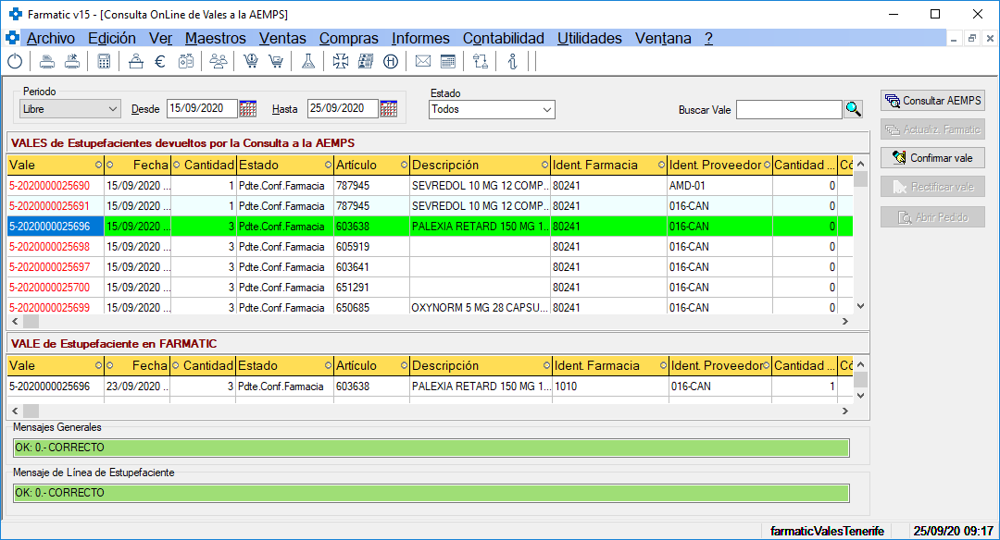 Farmatic v15 - [Consulta OnLine de Vales a la AEMPS]
Archivo Edición Ver Maestros Ventas Compras Informes Contabilidad Utilidades Ventana ?
Periodo
Libre Desde 15/09/2020 Hasta 25/09/2020
Estado
Todos
Buscar Vale
Consultar AEMPS
Actualiz. Farmatic
Confirmar vale
Rectificar vale
Abrir Pedido
VALES de Estupefacientes devueltos por la Consulta a la AEMPS
Vale Fecha Cantidad Estado Artículo Descripción Ident. Farmacia Ident. Proveedor Cantidad ... Có
5-2020000025690 15/09/2020 ... 1 Pdte.Conf.Farmacia 787945 SEVREDOL 10 MG 12 COMP... 80241 AMD-01 0
5-2020000025691 15/09/2020 ... 1 Pdte.Conf.Farmacia 787945 SEVREDOL 10 MG 12 COMP... 80241 016-CAN 0
5-2020000025696 15/09/2020 ... 3 Pdte.Conf.Farmacia 603638 PALEXIA RETARD 150 MG 1... 80241 016-CAN 0
5-2020000025698 15/09/2020 ... 3 Pdte.Conf.Farmacia 605919 80241 016-CAN 0
5-2020000025697 15/09/2020 ... 3 Pdte.Conf.Farmacia 603641 80241 016-CAN 0
5-2020000025700 15/09/2020 ... 3 Pdte.Conf.Farmacia 651291 80241 016-CAN 0
5-2020000025699 15/09/2020 ... 3 Pdte.Conf.Farmacia 650685 OXYNORM 5 MG 28 CAPSU... 80241 016-CAN 0
VALE de Estupefaciente en FARMATIC
Vale Fecha Cantidad Estado Artículo Descripción Ident. Farmacia Ident. Proveedor Cantidad ... Có
5-2020000025696 23/09/2020 ... 3 Pdte.Conf.Farmacia 603638 PALEXIA RETARD 150 MG 1... 1010 016-CAN 1
Mensajes Generales
OK: 0.- CORRECTO
Mensaje de Línea de Estupefaciente
OK: 0.- CORRECTO
farmaticValesTenerife 25/09/20 09:17